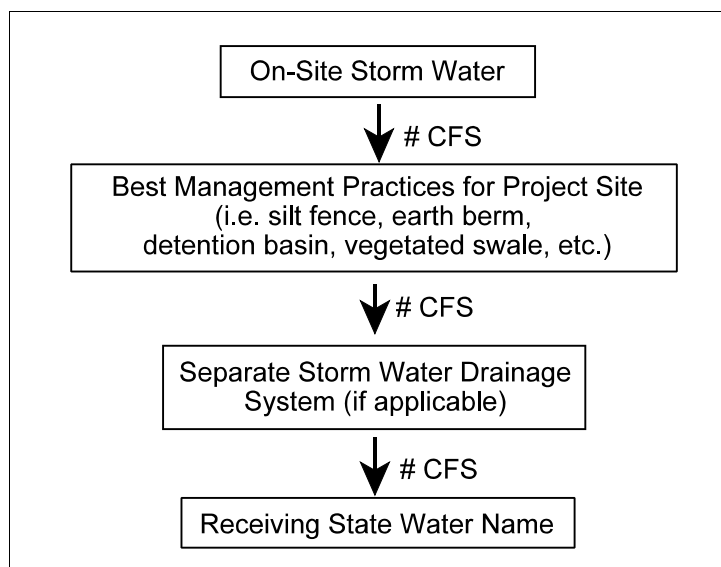 On-Site Storm Water
# CFS
Best Management Practices for Project Site
(i.e. silt fence, earth berm,
detention basin, vegetated swale, etc.)
# CFS
Separate Storm Water Drainage
System (if applicable)
# CFS
Receiving State Water Name